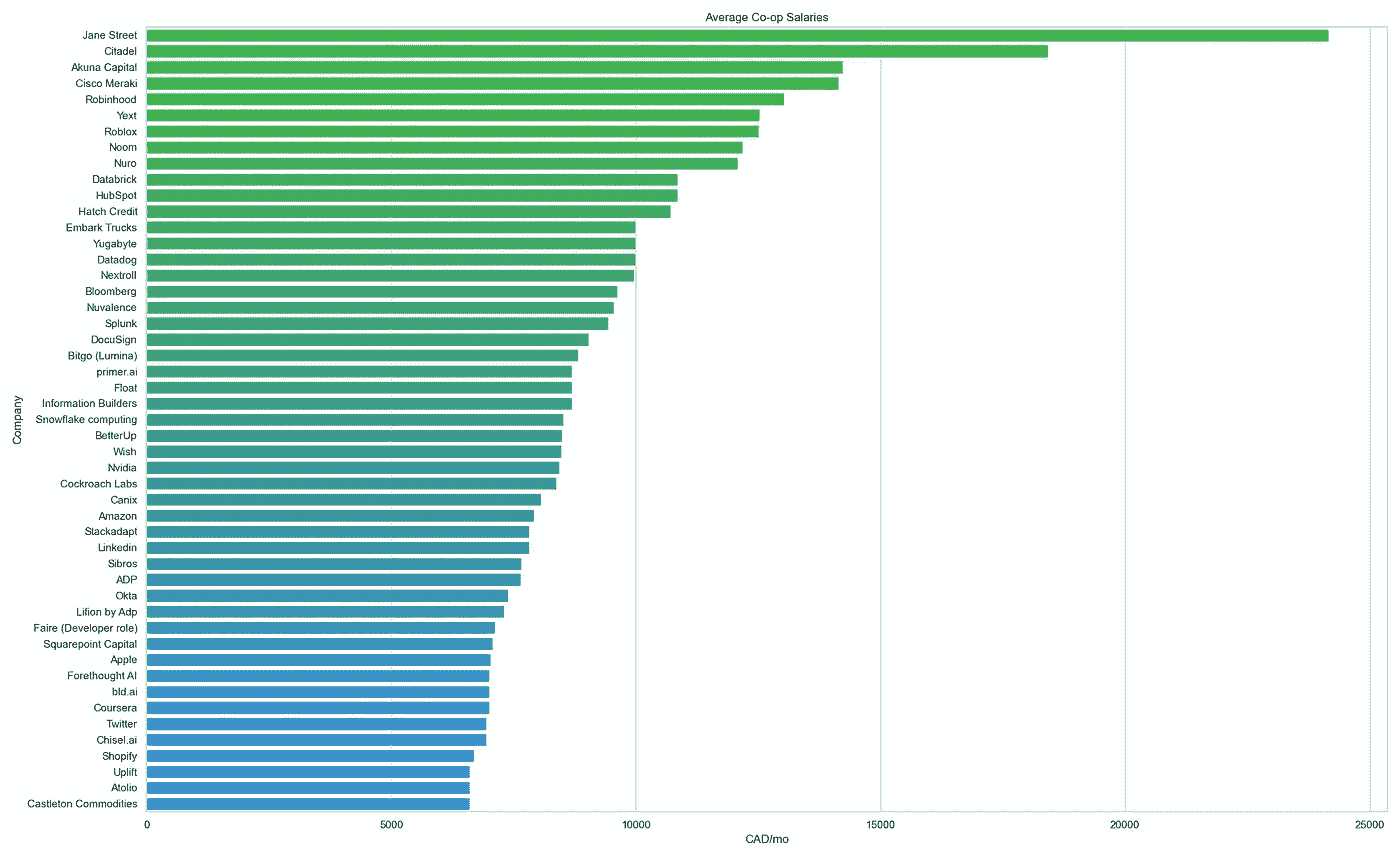 Average Co-op Salaries
Jane Street
Citadel
Akuna Capital
Cisco Meraki
Robinhood
Yext
Roblox
Noom
Nuro
Databrick
HubSpot
Hatch Credit
Embark Trucks
Yugabyte
Datadog
Nextroll
Bloomberg
Nuvalence
Splunk
DocuSign
Bitgo (Lumina)
primer.ai
Float
Information Builders
Snowflake computing
BetterUp
Wish
Nvidia
Cockroach Labs
Canix
Amazon
Stackadapt
Linkedin
Sibros
ADP
Okta
Lifion by Adp
Faire (Developer role)
Squarepoint Capital
Apple
Forethought AI
bld.ai
Coursera
Twitter
Chisel.ai
Shopify
Uplift
Atolio
Castleton Commodities
Company
0 5000 10000 15000 20000 25000
CAD/mo